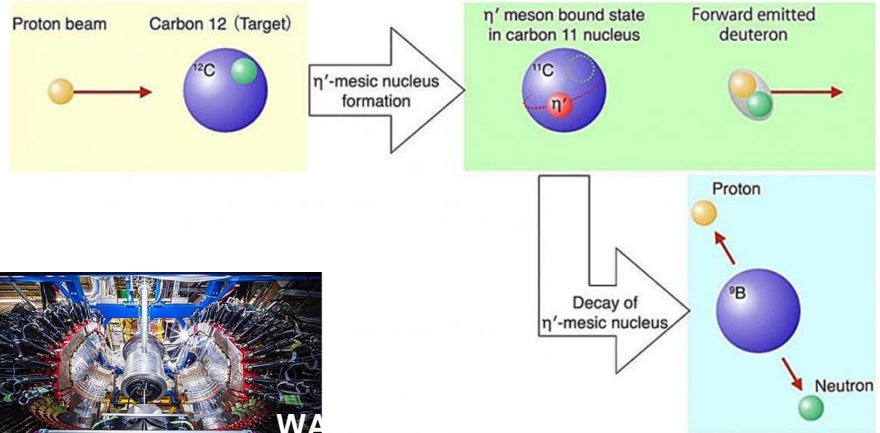 Proton beam
Carbon 12 (Target)
¹²C
η′-mesic nucleus
formation
η′ meson bound state
in carbon 11 nucleus
¹¹C
η′
Forward emitted
deuteron
Decay of
η′-mesic nucleus
Proton
⁹B
Neutron
WA